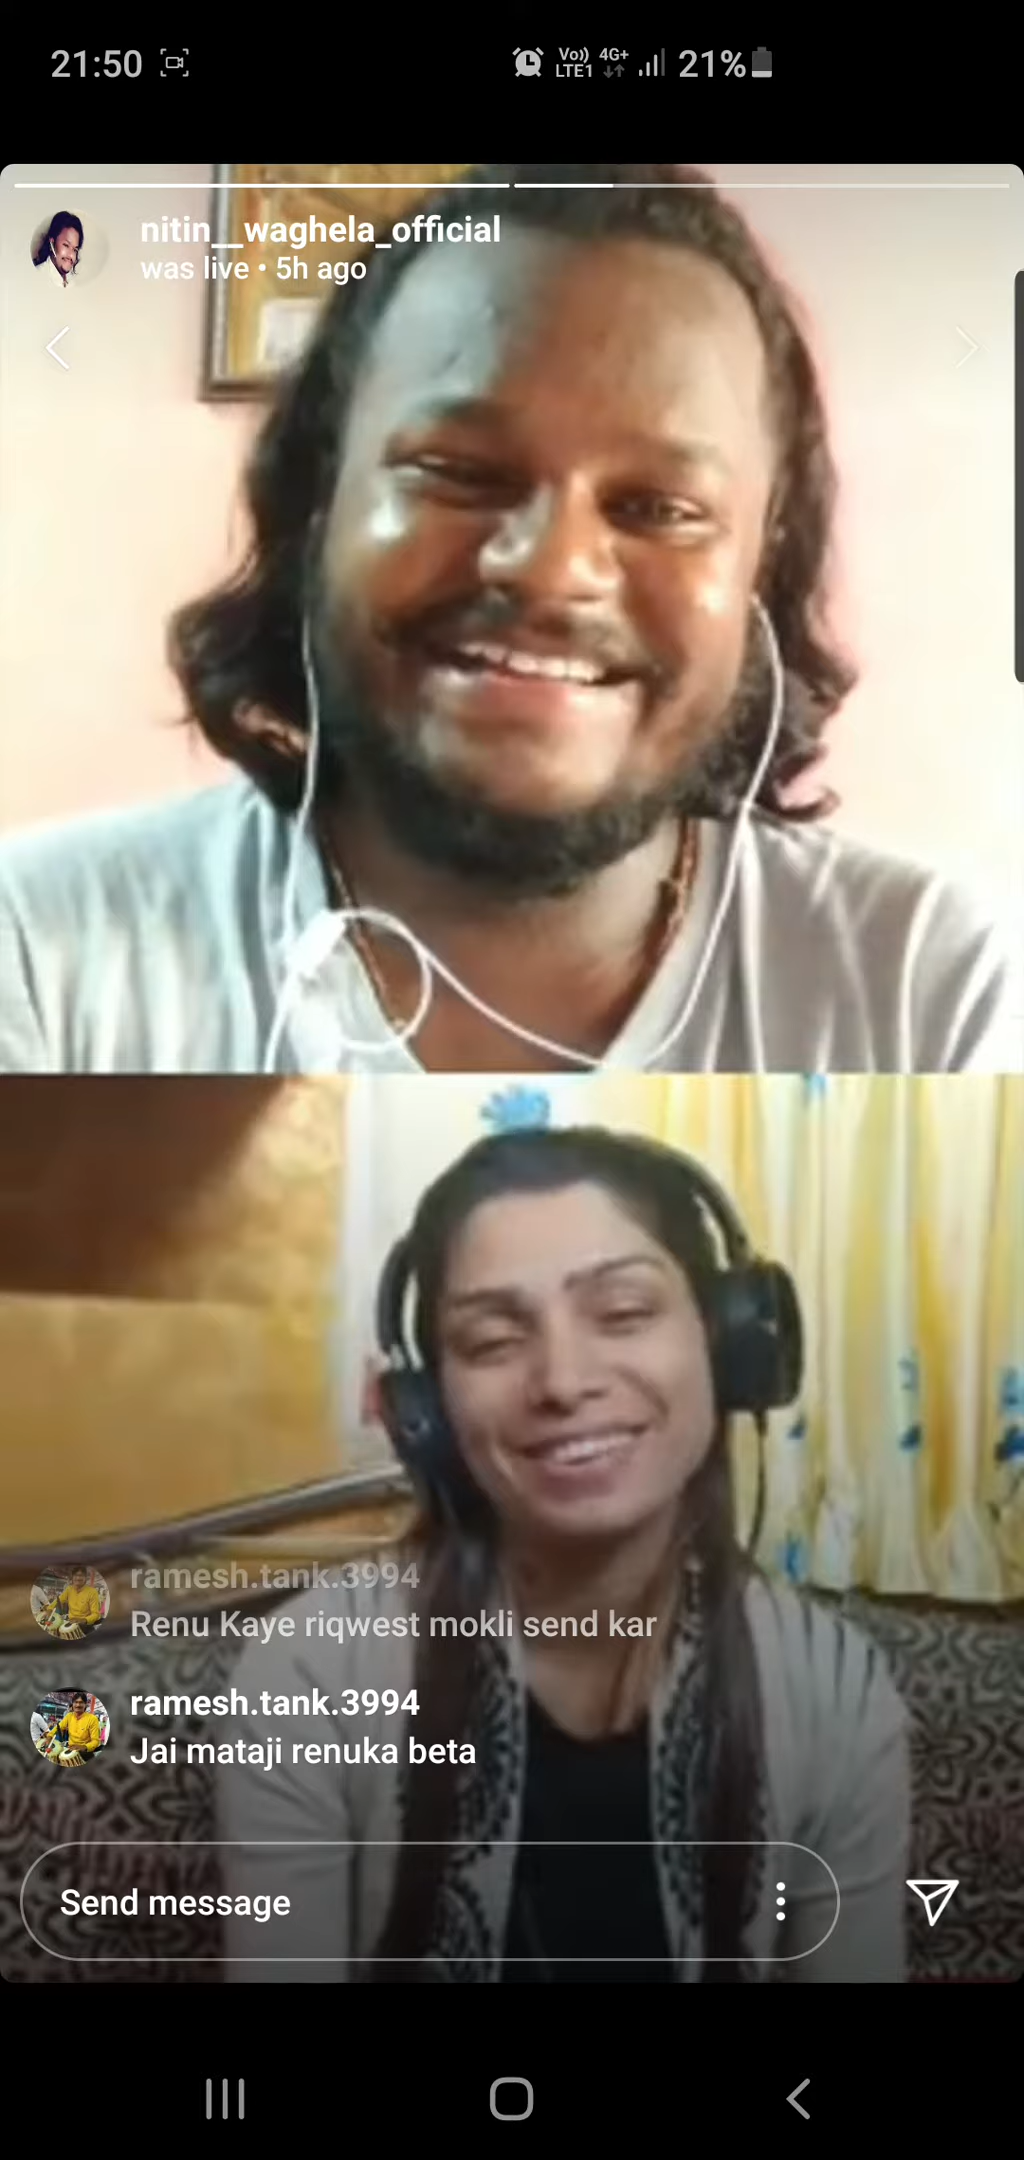 21:50
Vo)) 4G+
LTE1
21%
nitin__waghela_official
was live • 5h ago
ramesh.tank.3994
Renu Kaye riqwest mokli send kar
ramesh.tank.3994
Jai mataji renuka beta
Send message